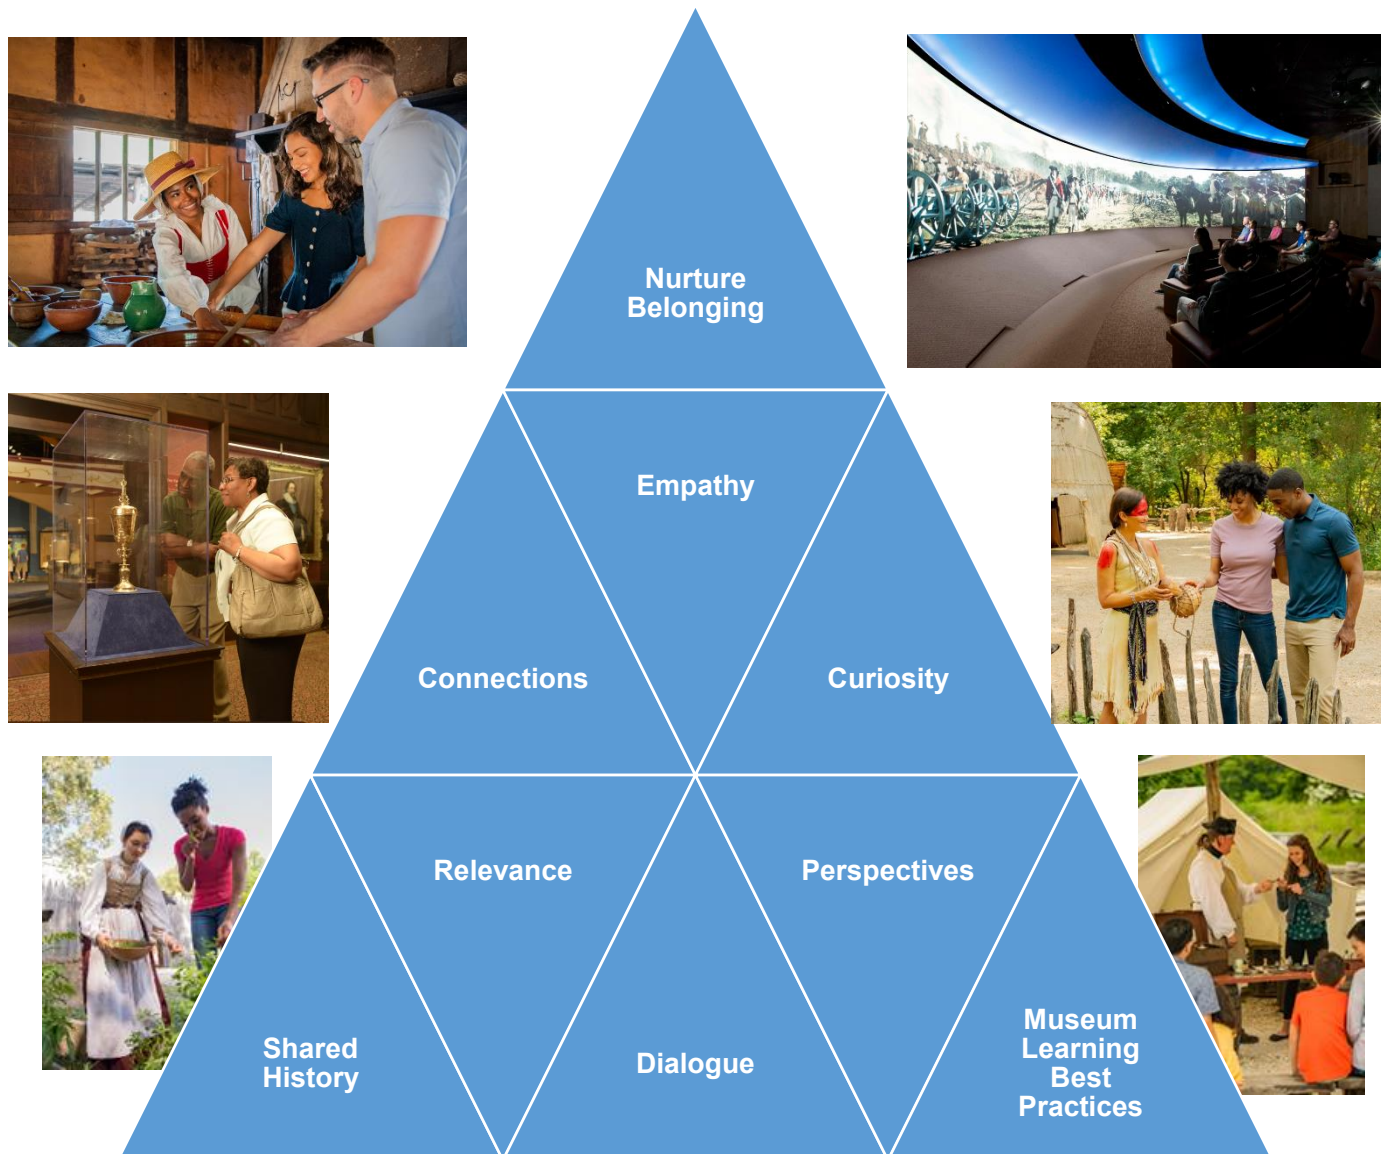 Nurture
Belonging
Empathy
Connections
Curiosity
Relevance
Perspectives
Shared
History
Dialogue
Museum
Learning
Best
Practices